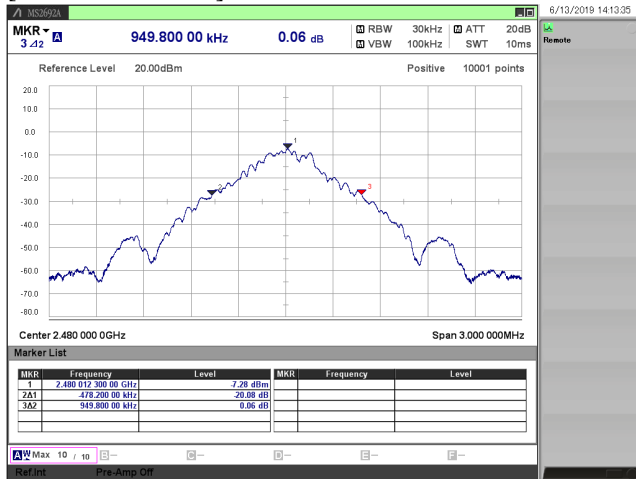 MS2692A
6/13/2019 14:13:35
MKR
3 Δ2 A 949.800 00 kHz 0.06 dB
M RBW 30kHz M ATT 20dB
M VBW 100kHz SWT 10ms
Remote
Reference Level 20.00dBm Positive 10001 points
20.0
10.0
0.0
1
-10.0
-20.0
2
3
-30.0
-40.0
-50.0
-60.0
-70.0
-80.0
Center 2.480 000 0GHz Span 3.000 000MHz
Marker List
MKR Frequency Level MKR Frequency Level
1 2.480 012 300 00 GHz -7.28 dBm
2Δ1 -478.200 00 kHz -20.08 dB
3Δ2 949.800 00 kHz 0.06 dB
A W Max 10 / 10 B — C — D — E — F —
Ref.Int Pre-Amp Off